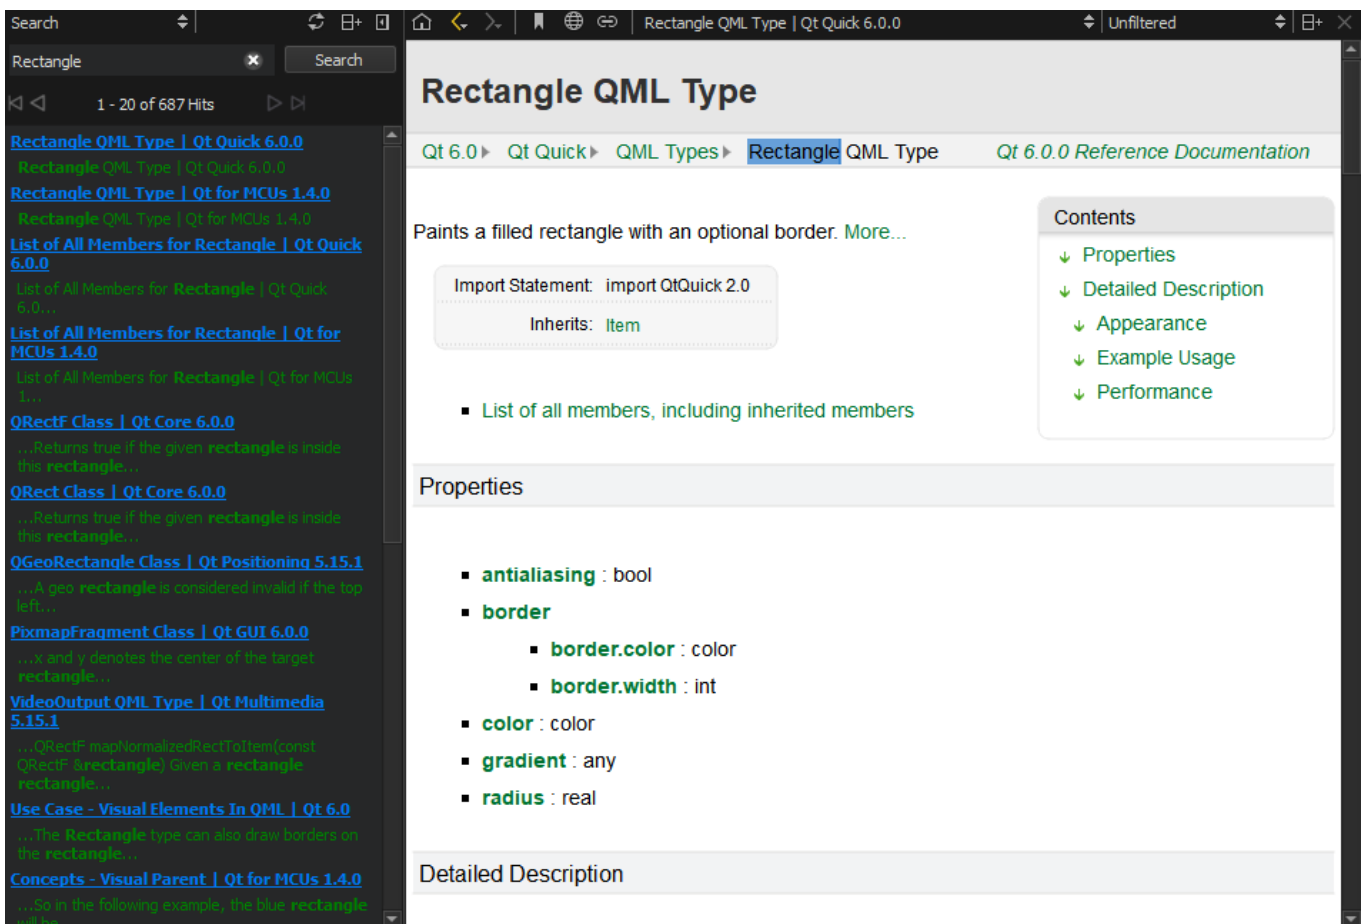 Search
Rectangle QML Type | Qt Quick 6.0.0
Unfiltered
Rectangle
Search
1 - 20 of 687 Hits
Rectangle QML Type | Qt Quick 6.0.0
Rectangle QML Type | Qt Quick 6.0.0
Rectangle QML Type | Qt for MCUs 1.4.0
Rectangle QML Type | Qt for MCUs 1.4.0
List of All Members for Rectangle | Qt Quick
6.0.0
List of All Members for Rectangle | Qt Quick
6.0...
List of All Members for Rectangle | Qt for
MCUs 1.4.0
List of All Members for Rectangle | Qt for MCUs
1...
QRectF Class | Qt Core 6.0.0
...Returns true if the given rectangle is inside
this rectangle...
QRect Class | Qt Core 6.0.0
...Returns true if the given rectangle is inside
this rectangle...
QGeoRectangle Class | Qt Positioning 5.15.1
...A geo rectangle is considered invalid if the top
left...
PixmapFragment Class | Qt GUI 6.0.0
...x and y denotes the center of the target
rectangle...
VideoOutput QML Type | Qt Multimedia
5.15.1
...QRectF mapNormalizedRectToItem(const
QRectF &rectangle) Given a rectangle
rectangle...
Use Case - Visual Elements In QML | Qt 6.0
...The Rectangle type can also draw borders on
the rectangle...
Concepts - Visual Parent | Qt for MCUs 1.4.0
...So in the following example, the blue rectangle
will be
Rectangle QML Type
Qt 6.0 Qt Quick QML Types Rectangle QML Type Qt 6.0.0 Reference Documentation
Paints a filled rectangle with an optional border. More...
Import Statement: import QtQuick 2.0
Inherits: Item
List of all members, including inherited members
Contents
Properties
Detailed Description
Appearance
Example Usage
Performance
Properties
antialiasing : bool
border
border.color : color
border.width : int
color : color
gradient : any
radius : real
Detailed Description